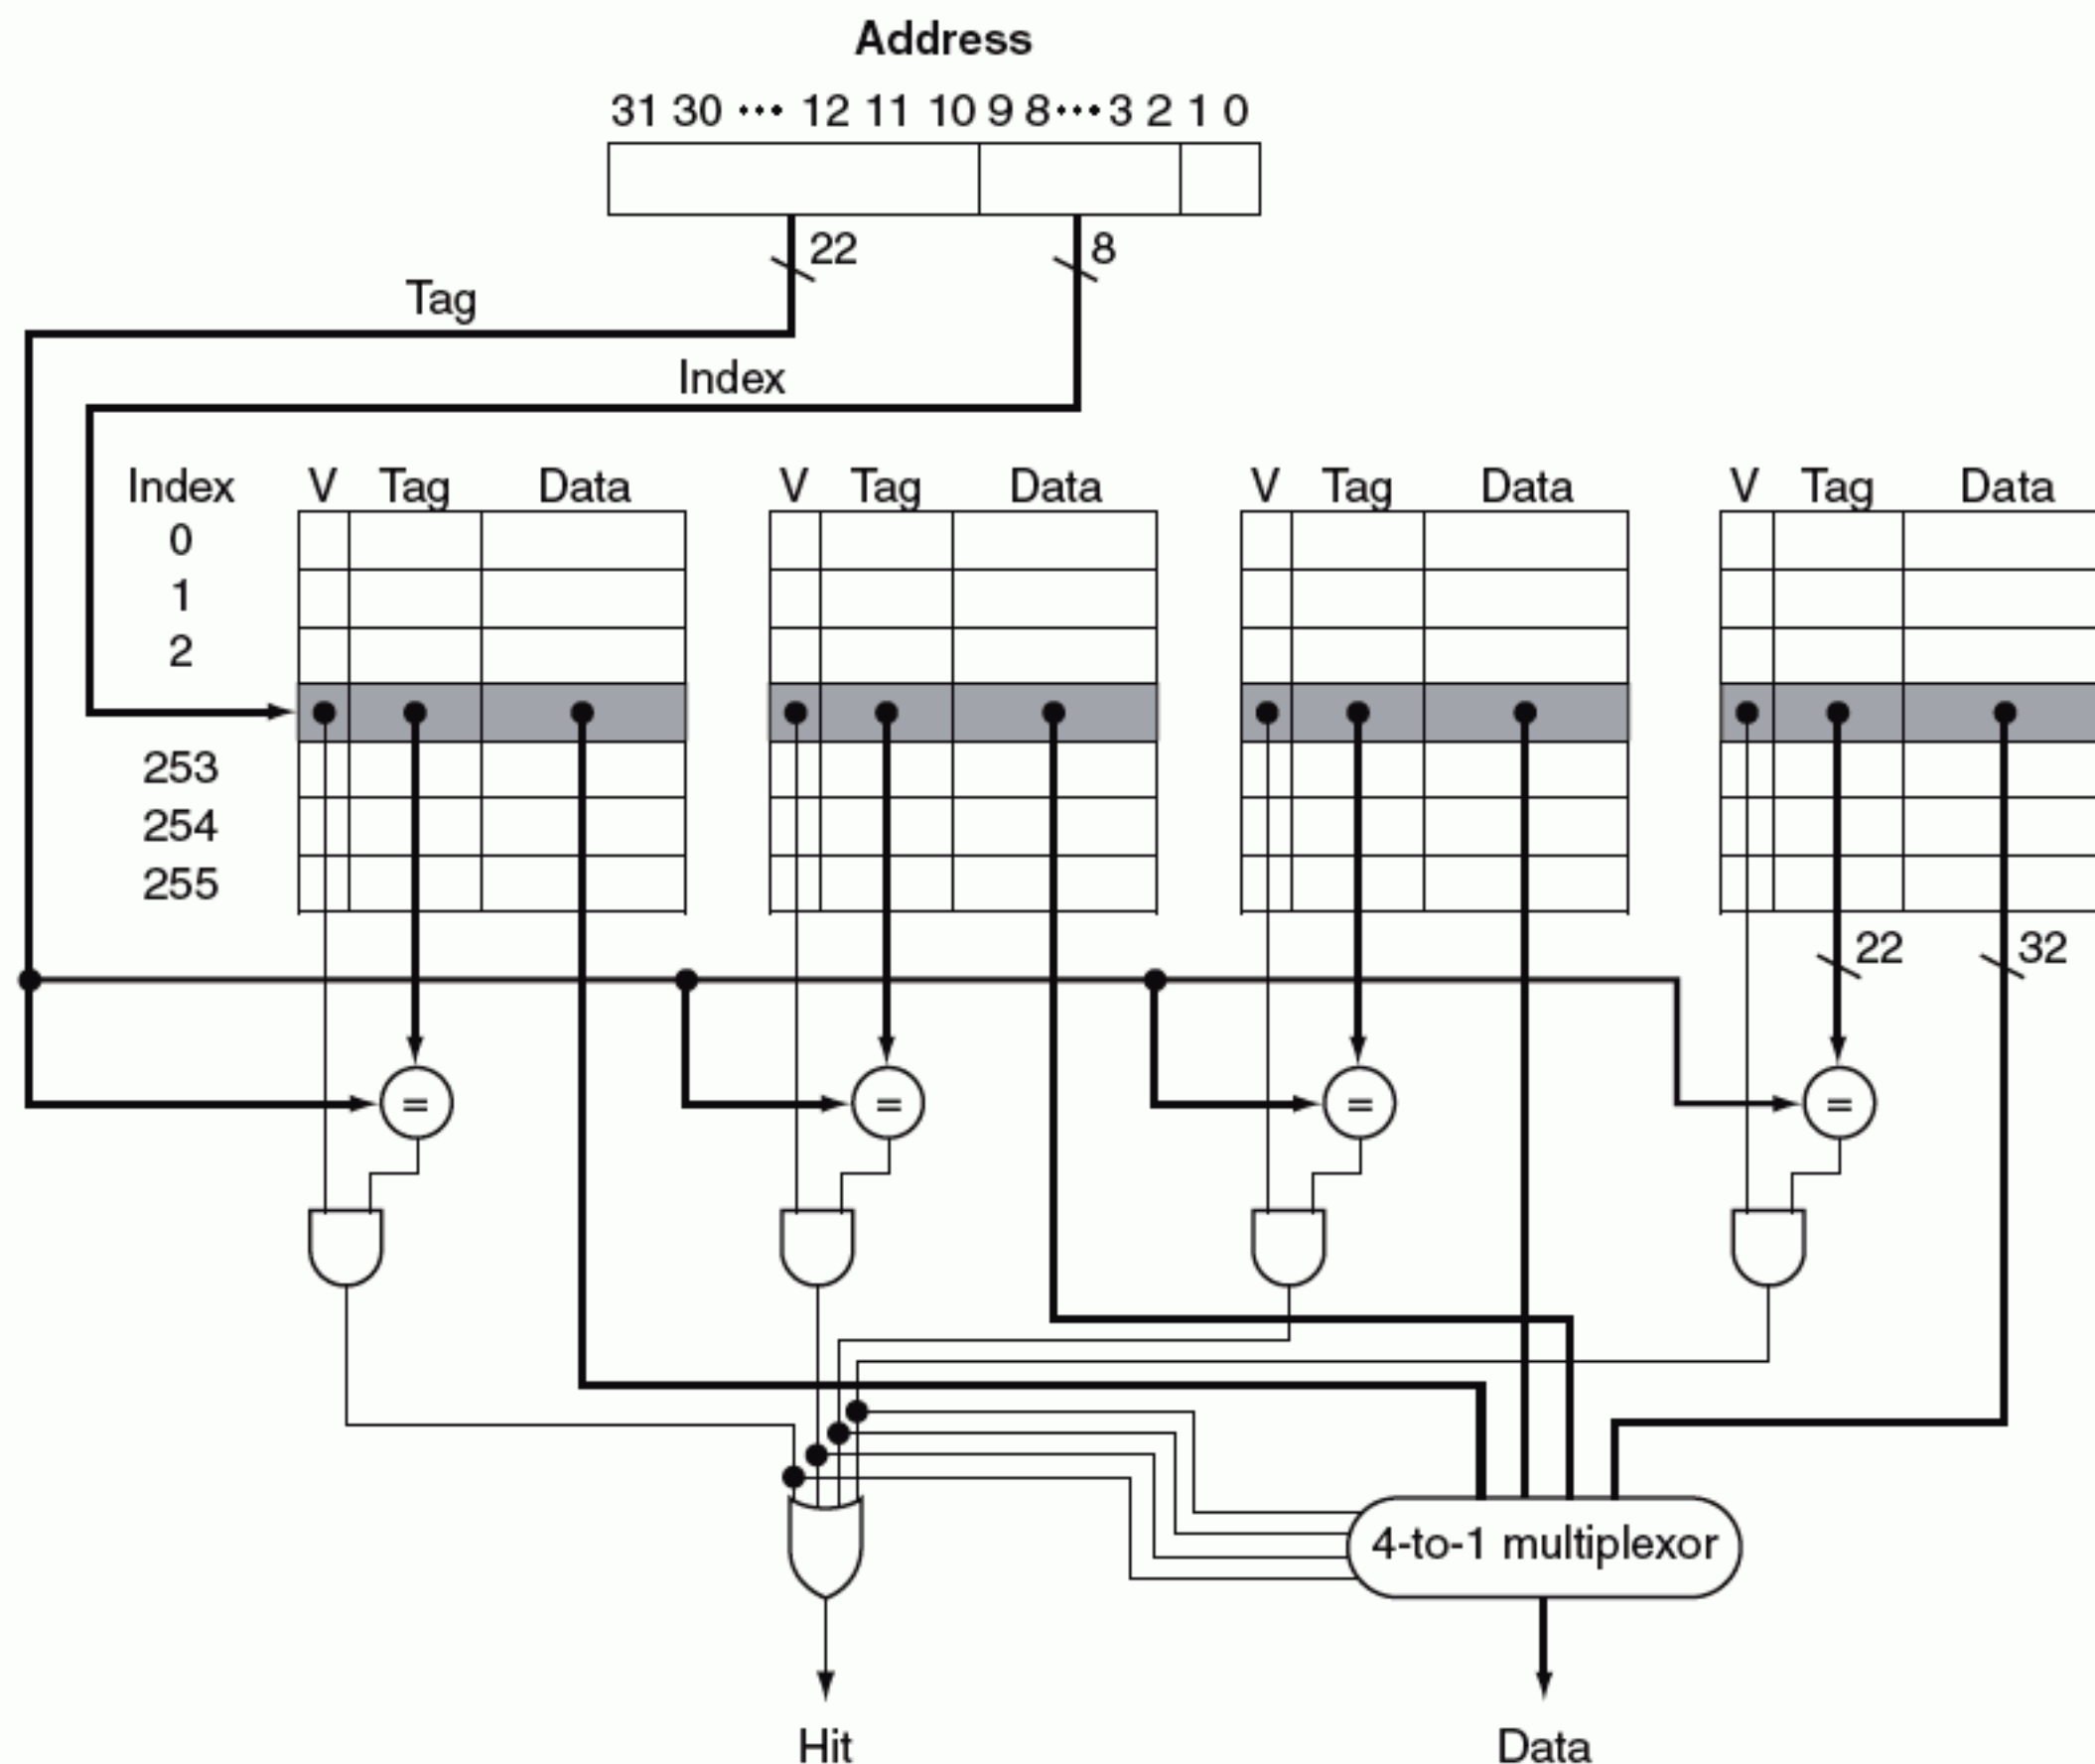 Address
31 30 ··· 12 11 10 9 8 ··· 3 2 1 0
22
8
Tag
Index
Index V Tag Data V Tag Data V Tag Data V Tag Data
0
1
2
253
254
255
22
32
= = = =
4-to-1 multiplexor
Hit
Data